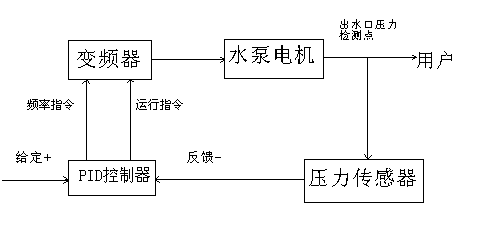 出水口压力
检测点
变频器
水泵电机
用户
频率指令
运行指令
给定+
反馈-
PID控制器
压力传感器